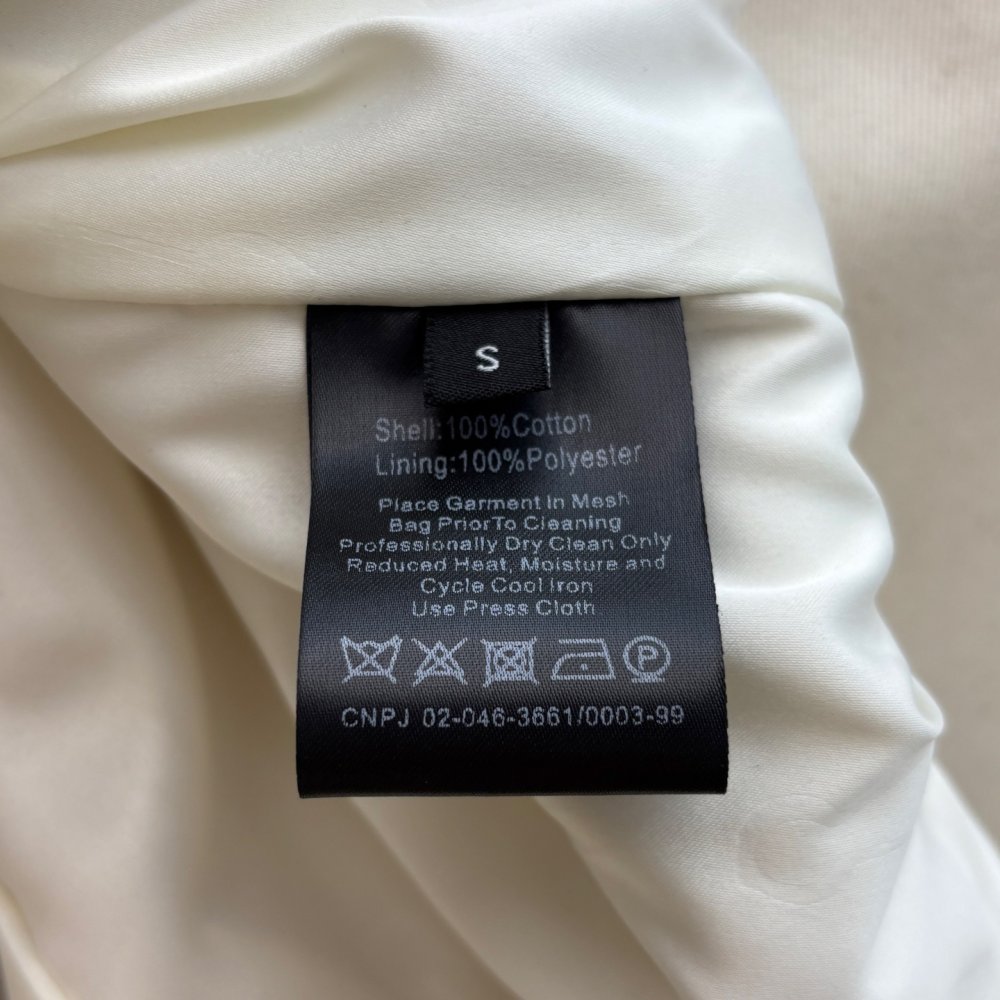 S
Shell:100%Cotton
Lining:100%Polyester
Place Garment In Mesh
Bag PriorTo Cleaning
Professionally Dry Clean Only
Reduced Heat, Moisture and
Cycle Cool Iron
Use Press Cloth
P
CNPJ 02-046-3661/0003-99